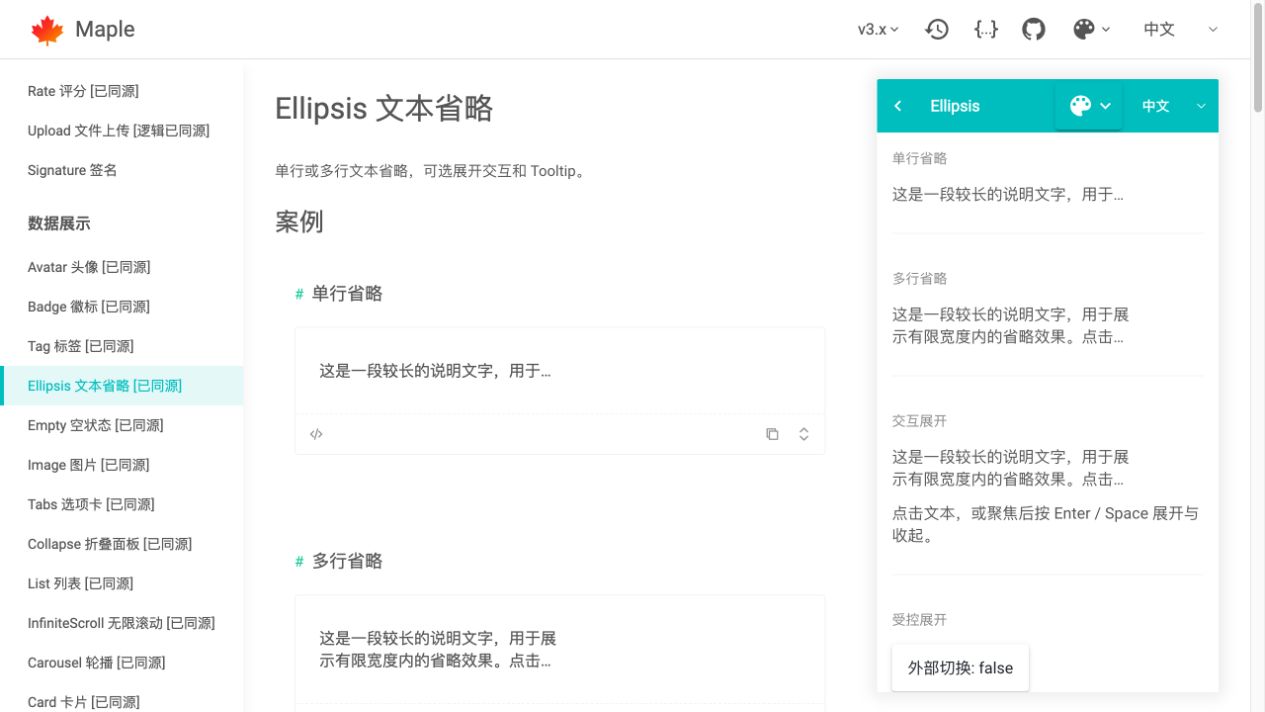 Maple
v3.x
{...}
中文
Rate 评分 [已同源]
Upload 文件上传 [逻辑已同源]
Signature 签名
数据展示
Avatar 头像 [已同源]
Badge 徽标 [已同源]
Tag 标签 [已同源]
Ellipsis 文本省略 [已同源]
Empty 空状态 [已同源]
Image 图片 [已同源]
Tabs 选项卡 [已同源]
Collapse 折叠面板 [已同源]
List 列表 [已同源]
InfiniteScroll 无限滚动 [已同源]
Carousel 轮播 [已同源]
Card 卡片 [已同源]
Ellipsis 文本省略
单行或多行文本省略，可选展开交互和 Tooltip。
案例
# 单行省略
这是一段较长的说明文字，用于...
</>
# 多行省略
这是一段较长的说明文字，用于展
示有限宽度内的省略效果。点击...
Ellipsis
中文
单行省略
这是一段较长的说明文字，用于...
多行省略
这是一段较长的说明文字，用于展
示有限宽度内的省略效果。点击...
交互展开
这是一段较长的说明文字，用于展
示有限宽度内的省略效果。点击...
点击文本，或聚焦后按 Enter / Space 展开与
收起。
受控展开
外部切换: false